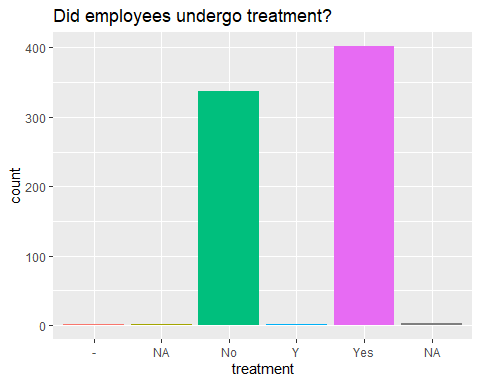 Did employees undergo treatment?
400
300
200
100
0
count
- NA No Y Yes NA
treatment